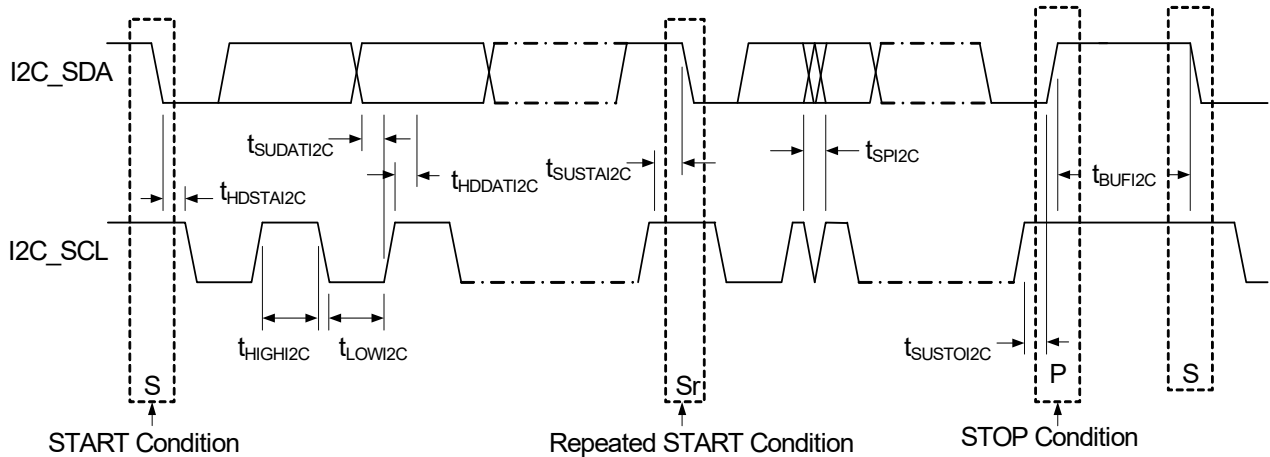 I2C_SDA
tSUDATI2C
tHDDATI2C
tSUSTAI2C
tSPI2C
tBUFI2C
tHDSTAI2C
I2C_SCL
tHIGHI2C
tLOWI2C
tSUSTOI2C
S
Sr
P
S
START Condition
Repeated START Condition
STOP Condition